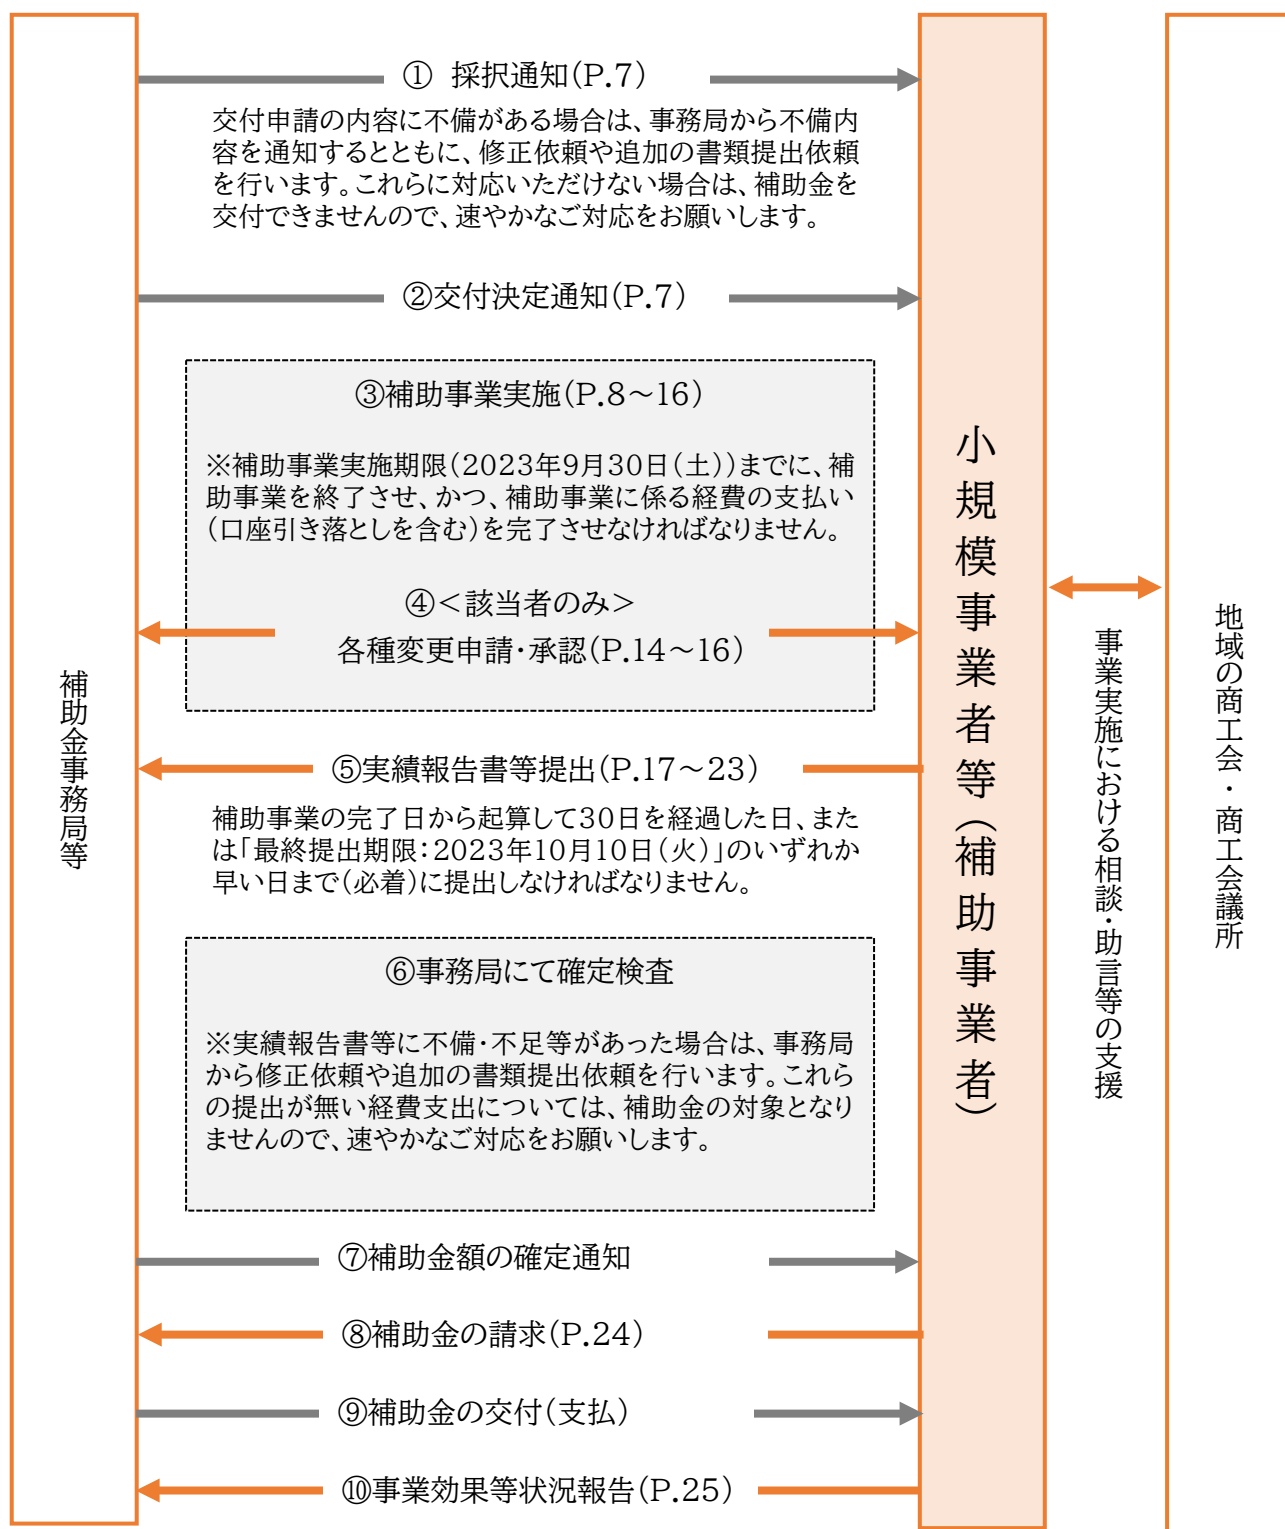 ① 採択通知(P.7)
交付申請の内容に不備がある場合は、事務局から不備内
容を通知するとともに、修正依頼や追加の書類提出依頼
を行います。これらに対応いただけない場合は、補助金を
交付できませんので、速やかなご対応をお願いします。
②交付決定通知(P.7)
③補助事業実施(P.8～16)
※補助事業実施期限(2023年9月30日(土))までに、補
助事業を終了させ、かつ、補助事業に係る経費の支払い
(口座引き落としを含む)を完了させなければなりません。
④＜該当者のみ＞
各種変更申請・承認(P.14～16)
⑤実績報告書等提出(P.17～23)
補助事業の完了日から起算して30日を経過した日、また
は「最終提出期限：2023年10月10日(火)」のいずれか
早い日まで(必着)に提出しなければなりません。
⑥事務局にて確定検査
※実績報告書等に不備・不足等があった場合は、事務局
から修正依頼や追加の書類提出依頼を行います。これら
の提出が無い経費支出については、補助金の対象となり
ませんので、速やかなご対応をお願いします。
⑦補助金額の確定通知
⑧補助金の請求(P.24)
⑨補助金の交付(支払)
⑩事業効果等状況報告(P.25)
補助金事務局等
小規模事業者等(補助事業者)
事業実施における相談・助言等の支援
地域の商工会・商工会議所